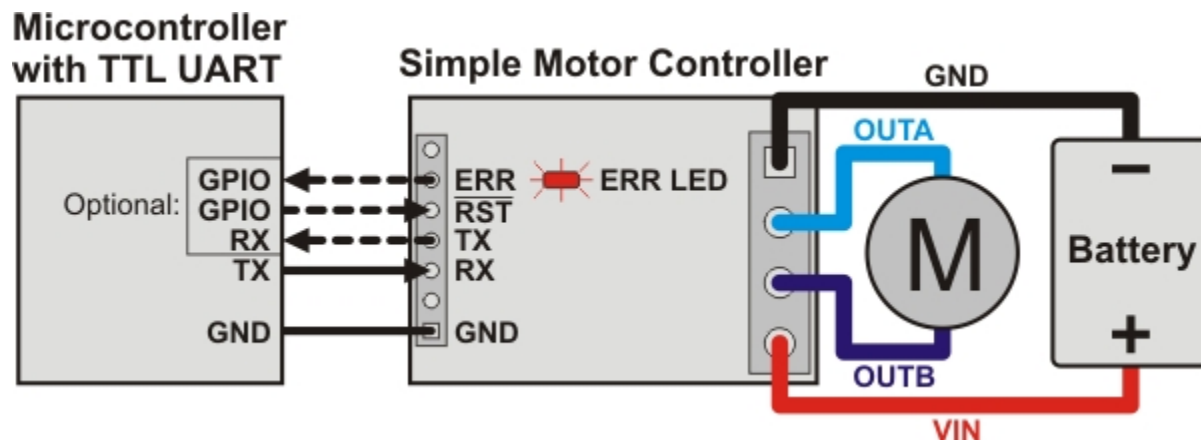 Microcontroller
with TTL UART
Simple Motor Controller
GND
OUTA
Optional:
GPIO
GPIO
RX
TX
GND
ERR
RST
TX
RX
GND
ERR LED
M
−
Battery
+
OUTB
VIN